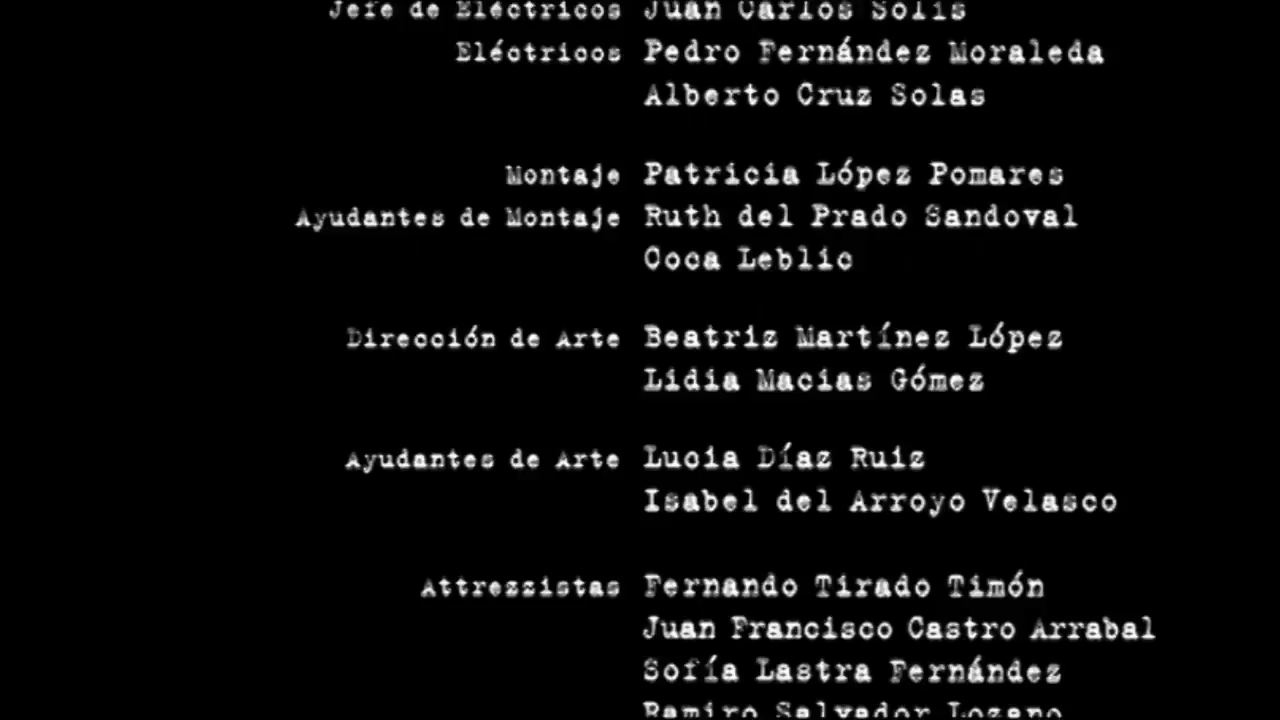 Jefe de Eléctricos Juan Carlos Solis
Eléctricos Pedro Fernández Moraleda
Alberto Cruz Solas
Montaje Patricia López Pomares
Ayudantes de Montaje Ruth del Prado Sandoval
Coca Leblic
Dirección de Arte Beatriz Martínez López
Lidia Macias Gómez
Ayudantes de Arte Lucia Díaz Ruiz
Isabel del Arroyo Velasco
Attrezzistas Fernando Tirado Timón
Juan Francisco Castro Arrabal
Sofía Lastra Fernández
Ramiro Salvador Lozano